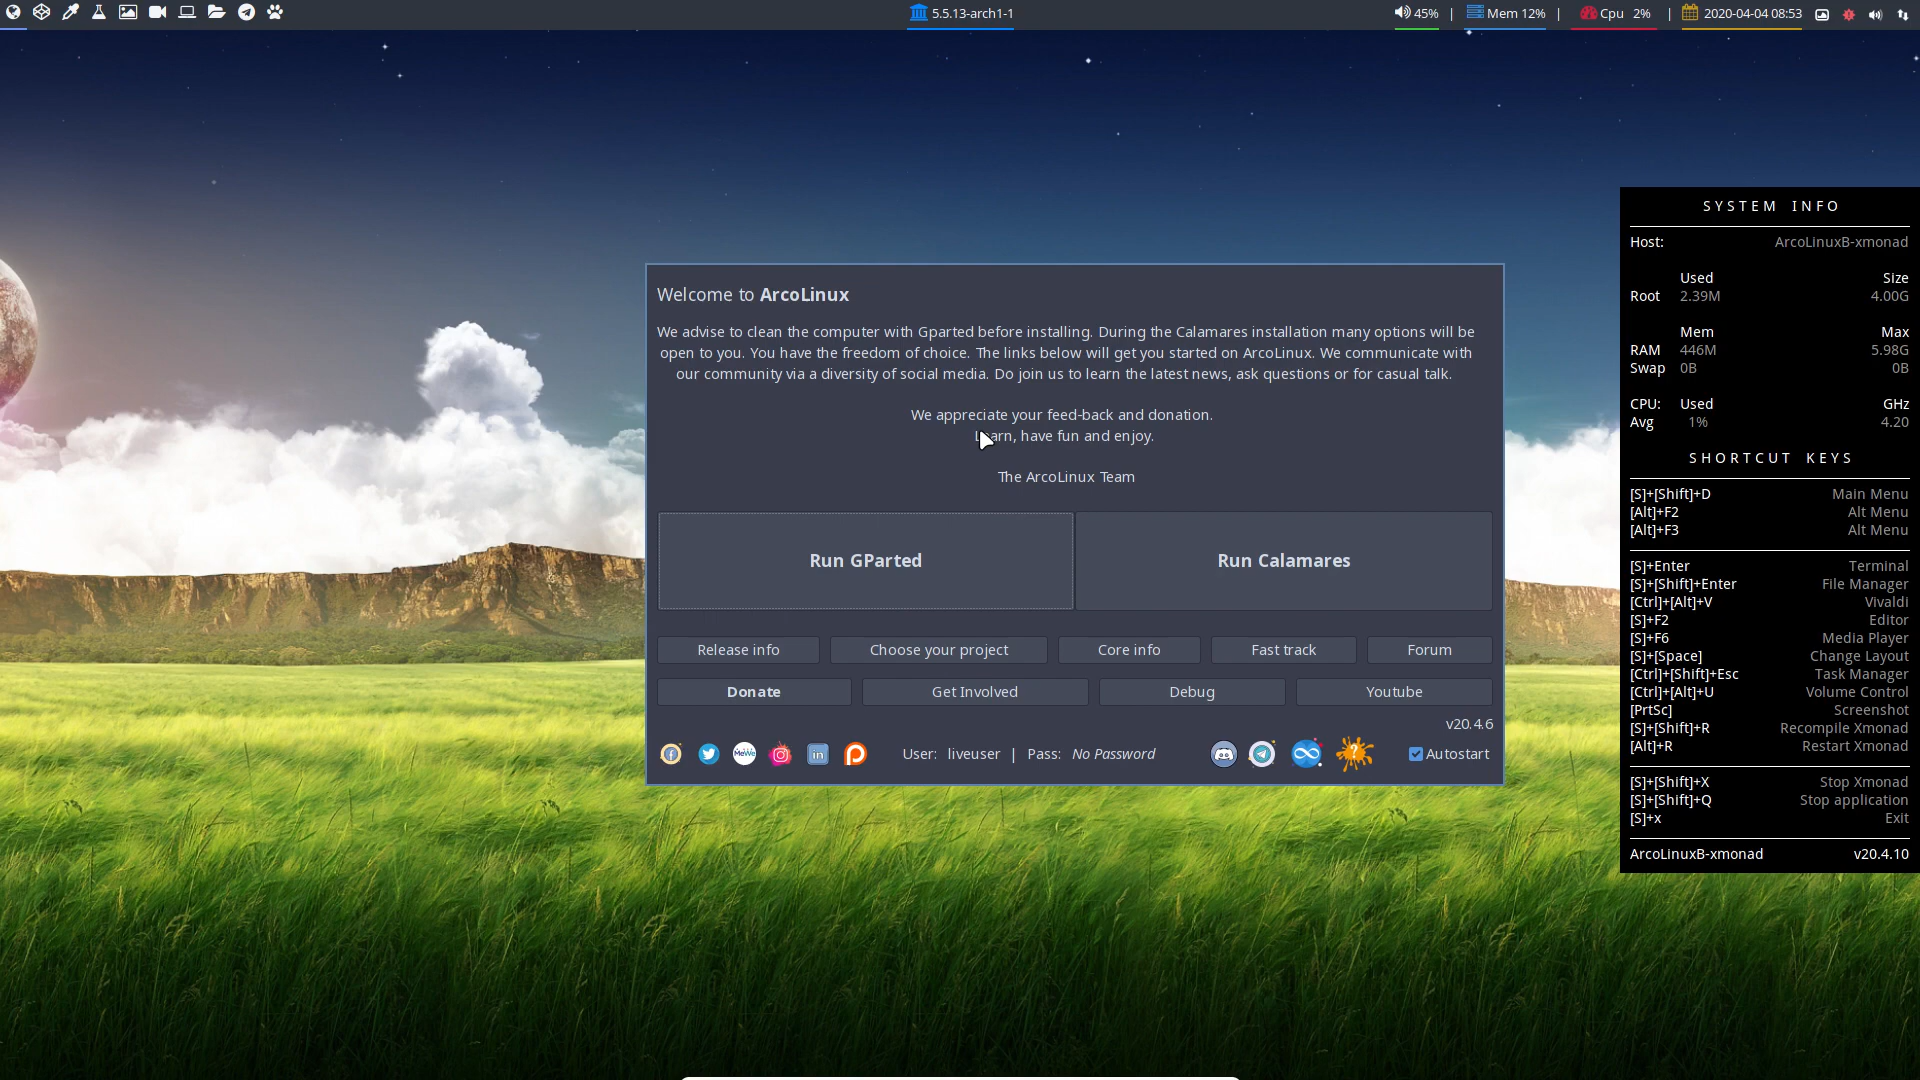 5.5.13-arch1-1
45% | Mem 12% | Cpu 2% | 2020-04-04 08:53
Welcome to ArcoLinux
We advise to clean the computer with Gparted before installing. During the Calamares installation many options will be
open to you. You have the freedom of choice. The links below will get you started on ArcoLinux. We communicate with
our community via a diversity of social media. Do join us to learn the latest news, ask questions or for casual talk.
We appreciate your feed-back and donation.
Learn, have fun and enjoy.
The ArcoLinux Team
Run GParted Run Calamares
Release info Choose your project Core info Fast track Forum
Donate Get Involved Debug Youtube
v20.4.6
MeWe in User: liveuser | Pass: No Password ? Autostart
SYSTEM INFO
Host: ArcoLinuxB-xmonad
Used Size
Root 2.39M 4.00G
Mem Max
RAM 446M 5.98G
Swap 0B 0B
CPU: Used GHz
Avg 1% 4.20
SHORTCUT KEYS
[S]+[Shift]+D Main Menu
[Alt]+F2 Alt Menu
[Alt]+F3 Alt Menu
[S]+Enter Terminal
[S]+[Shift]+Enter File Manager
[Ctrl]+[Alt]+V Vivaldi
[S]+F2 Editor
[S]+F6 Media Player
[S]+[Space] Change Layout
[Ctrl]+[Shift]+Esc Task Manager
[Ctrl]+[Alt]+U Volume Control
[PrtSc] Screenshot
[S]+[Shift]+R Recompile Xmonad
[Alt]+R Restart Xmonad
[S]+[Shift]+X Stop Xmonad
[S]+[Shift]+Q Stop application
[S]+x Exit
ArcoLinuxB-xmonad v20.4.10